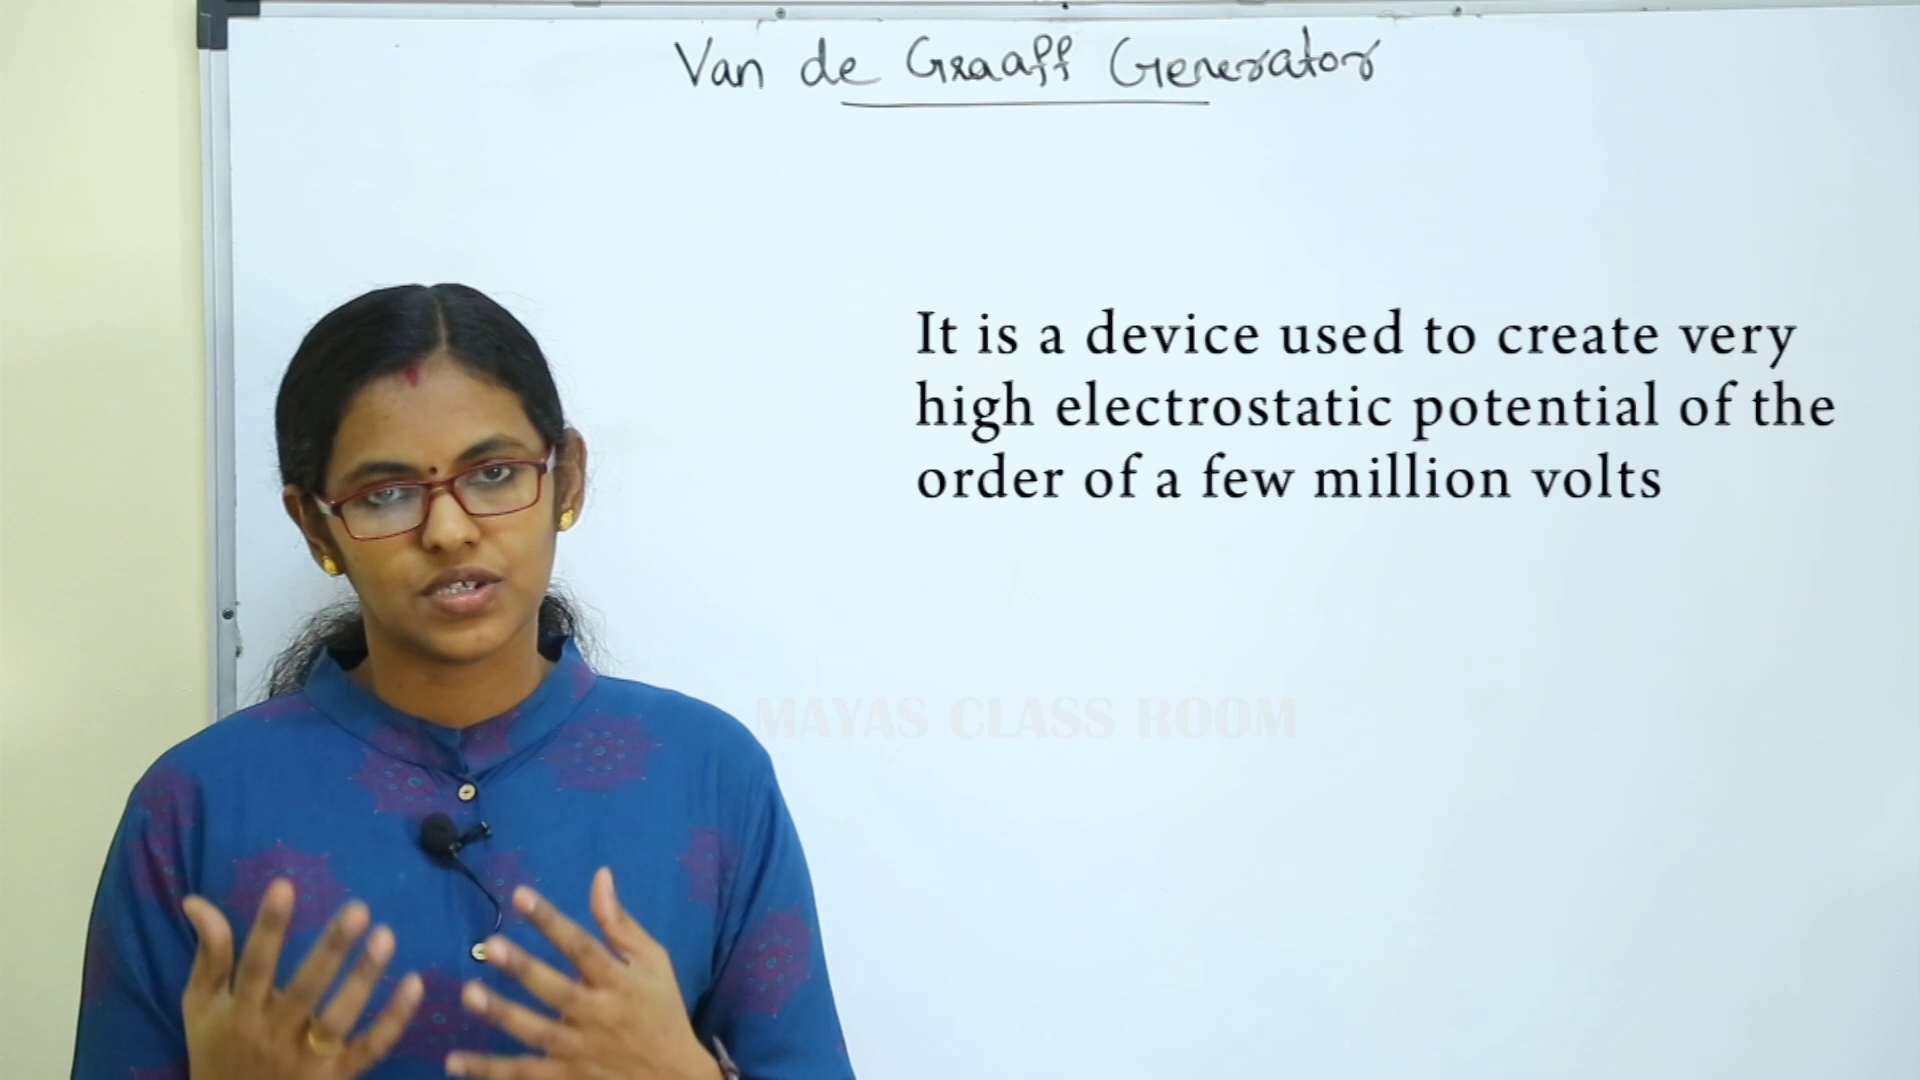 Van de Graaff Generator
It is a device used to create very
high electrostatic potential of the
order of a few million volts
MAYAS CLASS ROOM